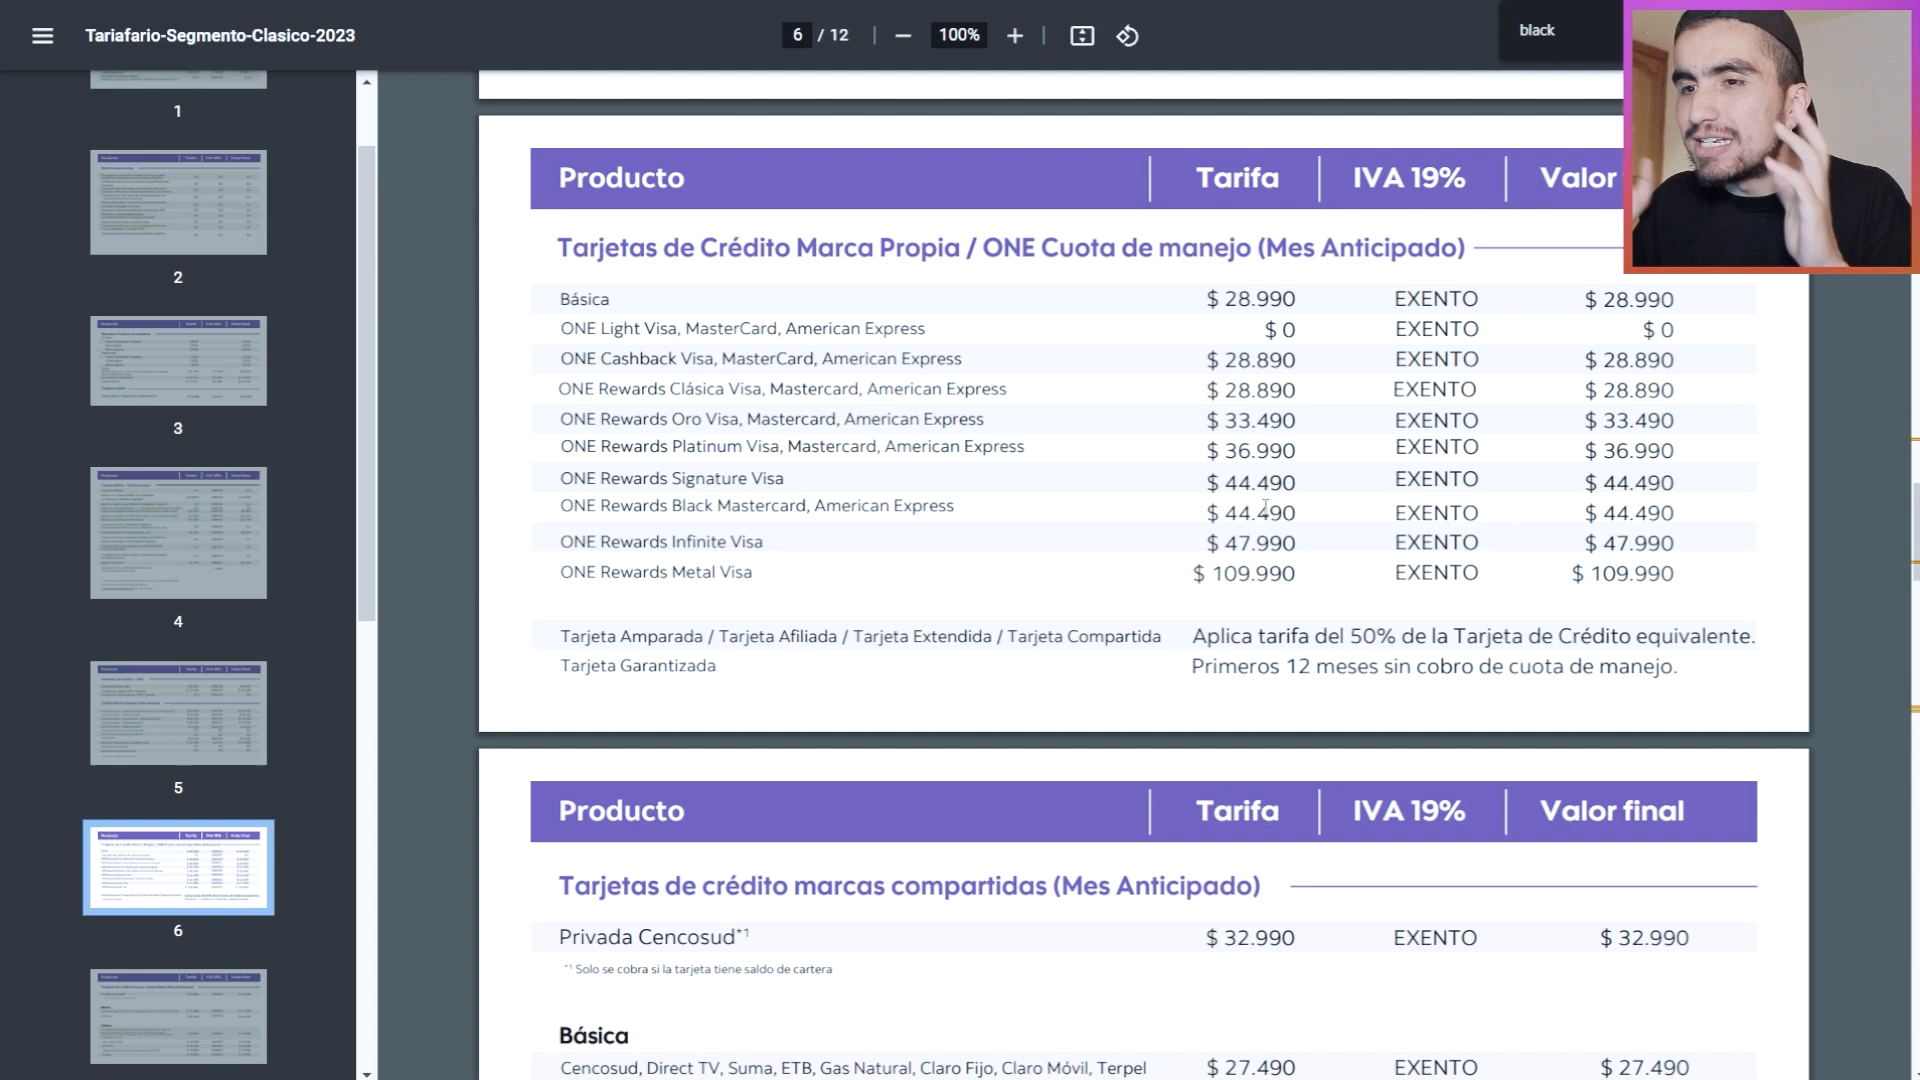 Tariafario-Segmento-Clasico-2023
6 / 12
100%
black
1
2
3
4
5
6
Producto Tarifa IVA 19% Valor
Tarjetas de Crédito Marca Propia / ONE Cuota de manejo (Mes Anticipado)
Básica $ 28.990 EXENTO $ 28.990
ONE Light Visa, MasterCard, American Express $ 0 EXENTO $ 0
ONE Cashback Visa, MasterCard, American Express $ 28.890 EXENTO $ 28.890
ONE Rewards Clásica Visa, Mastercard, American Express $ 28.890 EXENTO $ 28.890
ONE Rewards Oro Visa, Mastercard, American Express $ 33.490 EXENTO $ 33.490
ONE Rewards Platinum Visa, Mastercard, American Express $ 36.990 EXENTO $ 36.990
ONE Rewards Signature Visa $ 44.490 EXENTO $ 44.490
ONE Rewards Black Mastercard, American Express $ 44.490 EXENTO $ 44.490
ONE Rewards Infinite Visa $ 47.990 EXENTO $ 47.990
ONE Rewards Metal Visa $ 109.990 EXENTO $ 109.990
Tarjeta Amparada / Tarjeta Afiliada / Tarjeta Extendida / Tarjeta Compartida Aplica tarifa del 50% de la Tarjeta de Crédito equivalente.
Tarjeta Garantizada Primeros 12 meses sin cobro de cuota de manejo.
Producto Tarifa IVA 19% Valor final
Tarjetas de crédito marcas compartidas (Mes Anticipado)
Privada Cencosud*1 $ 32.990 EXENTO $ 32.990
*1 Solo se cobra si la tarjeta tiene saldo de cartera
Básica
Cencosud, Direct TV, Suma, ETB, Gas Natural, Claro Fijo, Claro Móvil, Terpel $ 27.490 EXENTO $ 27.490